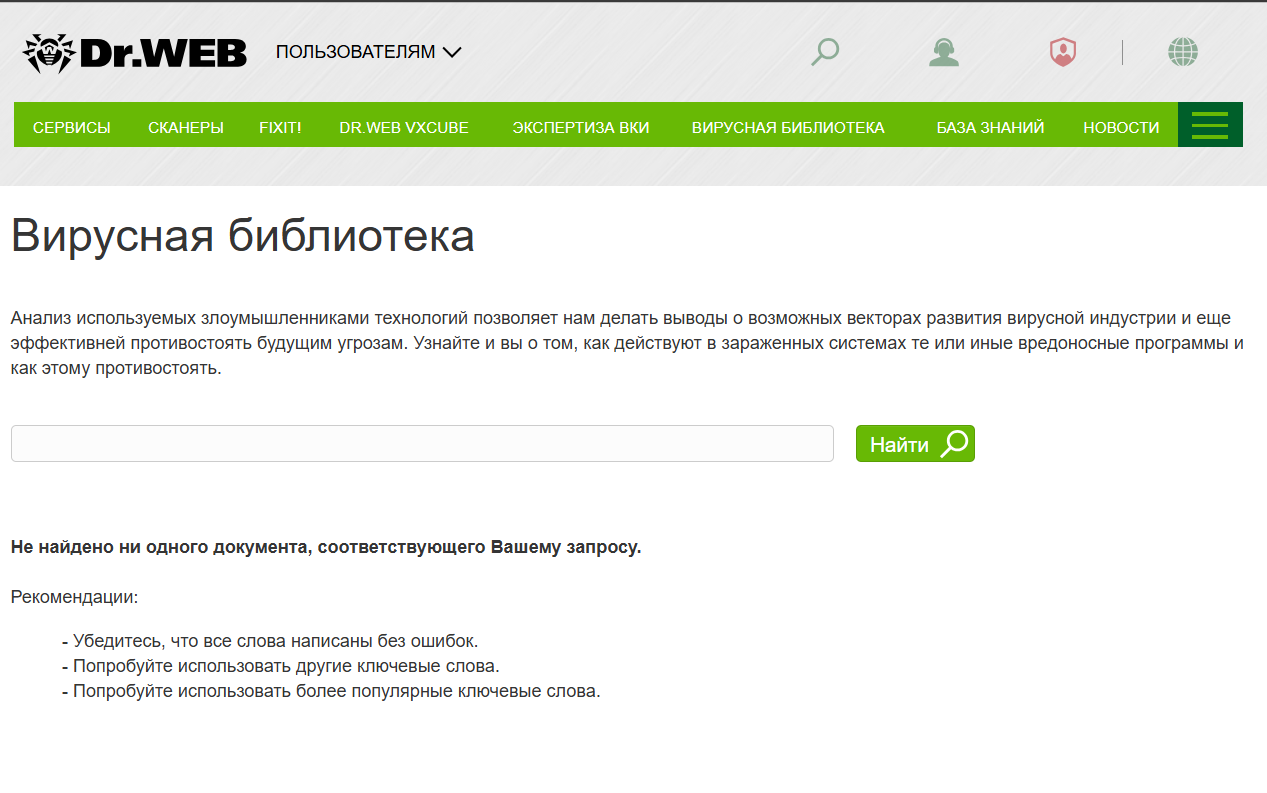 Dr.WEB ПОЛЬЗОВАТЕЛЯМ
СЕРВИСЫ СКАНЕРЫ FIXIT! DR.WEB VXCUBE ЭКСПЕРТИЗА ВКИ ВИРУСНАЯ БИБЛИОТЕКА БАЗА ЗНАНИЙ НОВОСТИ
Вирусная библиотека
Анализ используемых злоумышленниками технологий позволяет нам делать выводы о возможных векторах развития вирусной индустрии и еще
эффективней противостоять будущим угрозам. Узнайте и вы о том, как действуют в зараженных системах те или иные вредоносные программы и
как этому противостоять.
Найти
Не найдено ни одного документа, соответствующего Вашему запросу.
Рекомендации:
- Убедитесь, что все слова написаны без ошибок.
- Попробуйте использовать другие ключевые слова.
- Попробуйте использовать более популярные ключевые слова.